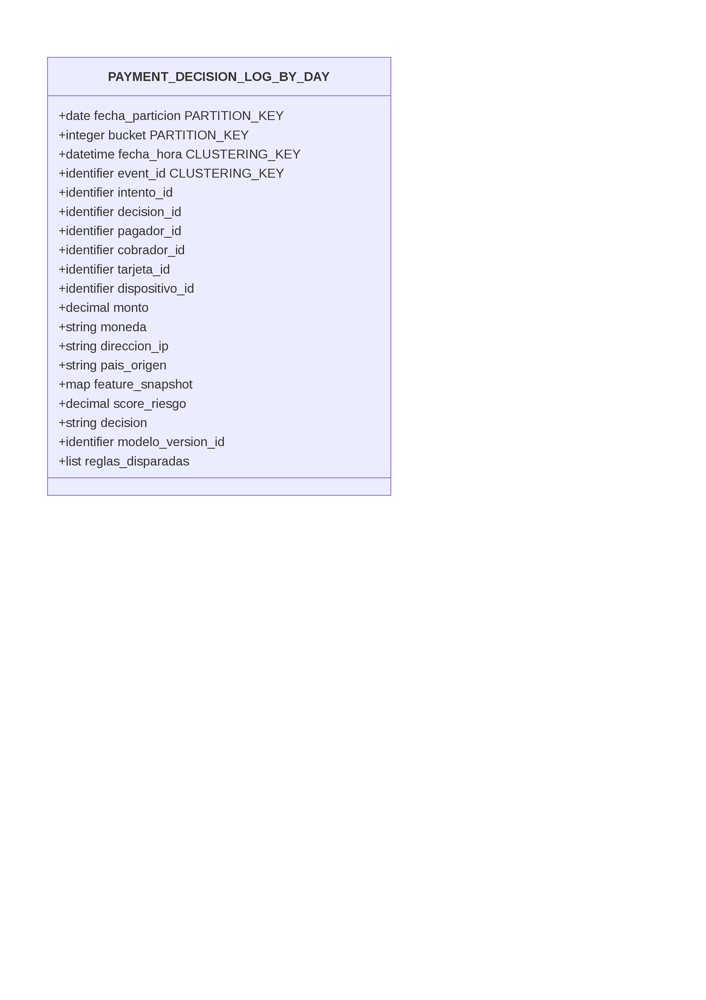 PAYMENT_DECISION_LOG_BY_DAY
+date fecha_particion PARTITION_KEY
+integer bucket PARTITION_KEY
+datetime fecha_hora CLUSTERING_KEY
+identifier event_id CLUSTERING_KEY
+identifier intento_id
+identifier decision_id
+identifier pagador_id
+identifier cobrador_id
+identifier tarjeta_id
+identifier dispositivo_id
+decimal monto
+string moneda
+string direccion_ip
+string pais_origen
+map feature_snapshot
+decimal score_riesgo
+string decision
+identifier modelo_version_id
+list reglas_disparadas